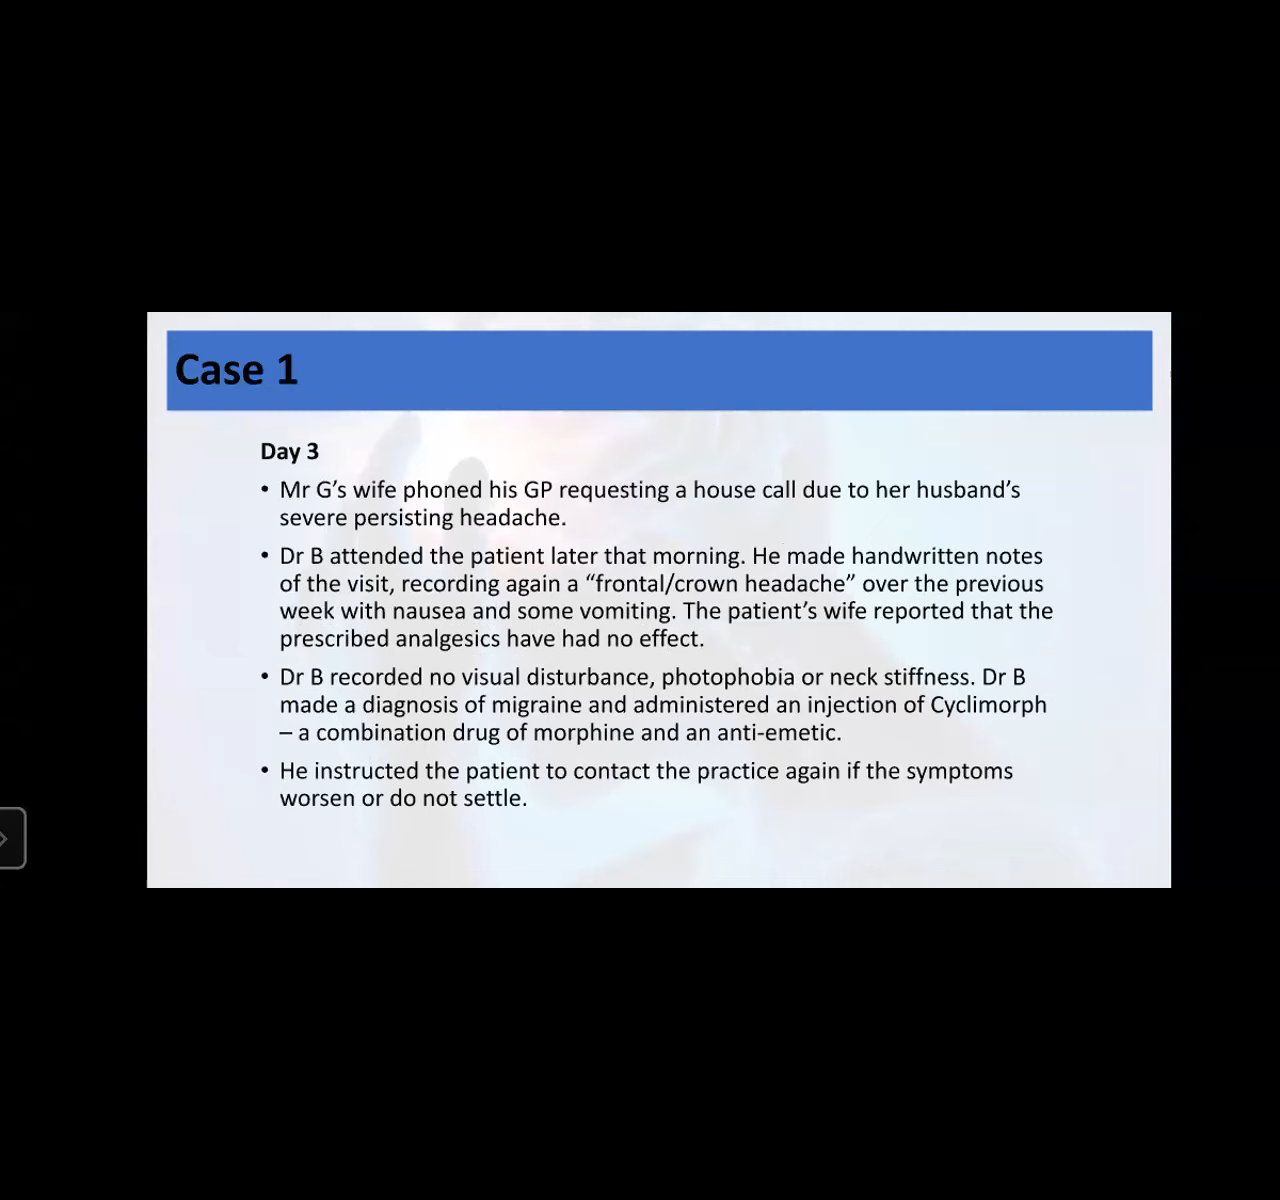 Case 1
Day 3
• Mr G’s wife phoned his GP requesting a house call due to her husband’s
severe persisting headache.
• Dr B attended the patient later that morning. He made handwritten notes
of the visit, recording again a “frontal/crown headache” over the previous
week with nausea and some vomiting. The patient’s wife reported that the
prescribed analgesics have had no effect.
• Dr B recorded no visual disturbance, photophobia or neck stiffness. Dr B
made a diagnosis of migraine and administered an injection of Cyclimorph
– a combination drug of morphine and an anti-emetic.
• He instructed the patient to contact the practice again if the symptoms
worsen or do not settle.